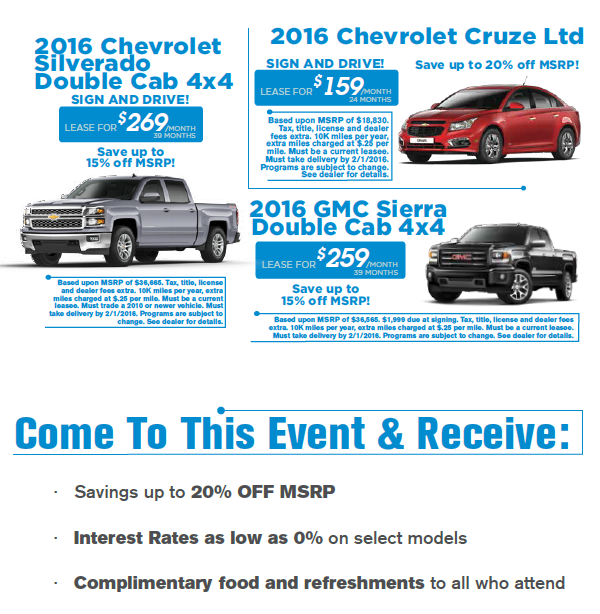 2016 Chevrolet
Silverado
Double Cab 4x4
SIGN AND DRIVE!
LEASE FOR $269/MONTH
39 MONTHS
Save up to
15% off MSRP!
Based upon MSRP of $36,665. Tax, title, license
and dealer fees extra. 10K miles per year, extra
miles charged at $.25 per mile. Must be a current
leasee. Must trade a 2010 or newer vehicle. Must
take delivery by 2/1/2016. Programs are subject to
change. See dealer for details.
2016 Chevrolet Cruze Ltd
SIGN AND DRIVE!
Save up to 20% off MSRP!
LEASE FOR $159/MONTH
24 MONTHS
Based upon MSRP of $18,830.
Tax, title, license and dealer
fees extra. 10K miles per year,
extra miles charged at $.25 per
mile. Must be a current leasee.
Must take delivery by 2/1/2016.
Programs are subject to change.
See dealer for details.
2016 GMC Sierra
Double Cab 4x4
LEASE FOR $259/MONTH
39 MONTHS
Save up to
15% off MSRP!
GMC
Based upon MSRP of $36,565. $1,999 due at signing. Tax, title, license and dealer fees
extra. 10K miles per year, extra miles charged at $.25 per mile. Must be a current leasee.
Must take delivery by 2/1/2016. Programs are subject to change. See dealer for details.
Come To This Event & Receive:
· Savings up to 20% OFF MSRP
· Interest Rates as low as 0% on select models
· Complimentary food and refreshments to all who attend